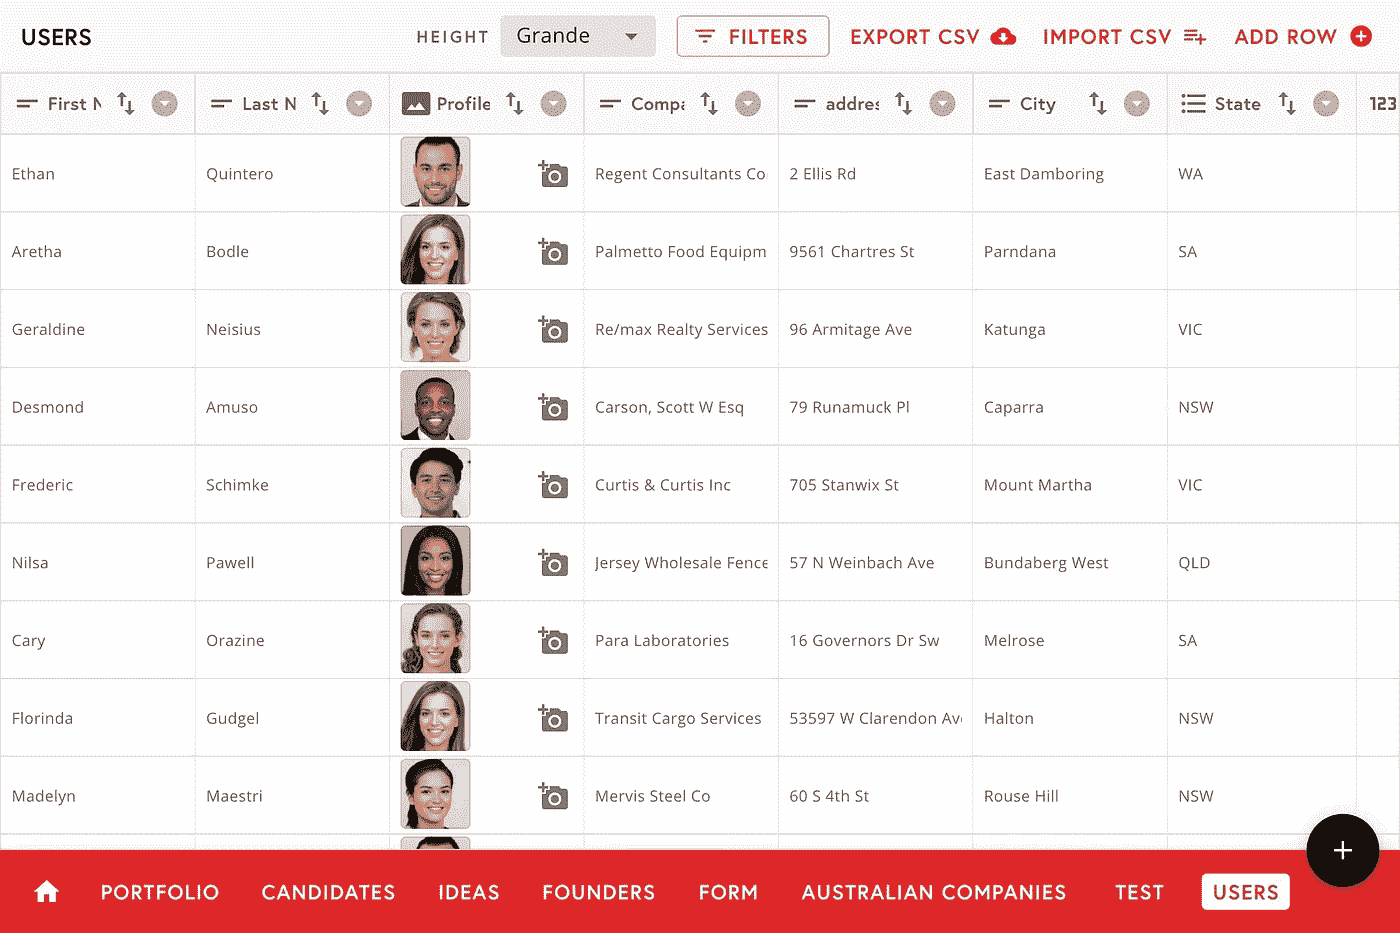 USERS HEIGHT Grande FILTERS EXPORT CSV IMPORT CSV ADD ROW
First N Last N Profile Compa addres City State 123
Ethan Quintero Regent Consultants Co 2 Ellis Rd East Damboring WA
Aretha Bodle Palmetto Food Equipm 9561 Chartres St Parndana SA
Geraldine Neisius Re/max Realty Services 96 Armitage Ave Katunga VIC
Desmond Amuso Carson, Scott W Esq 79 Runamuck Pl Caparra NSW
Frederic Schimke Curtis & Curtis Inc 705 Stanwix St Mount Martha VIC
Nilsa Pawell Jersey Wholesale Fence 57 N Weinbach Ave Bundaberg West QLD
Cary Orazine Para Laboratories 16 Governors Dr Sw Melrose SA
Florinda Gudgel Transit Cargo Services 53597 W Clarendon Av Halton NSW
Madelyn Maestri Mervis Steel Co 60 S 4th St Rouse Hill NSW
PORTFOLIO CANDIDATES IDEAS FOUNDERS FORM AUSTRALIAN COMPANIES TEST USERS